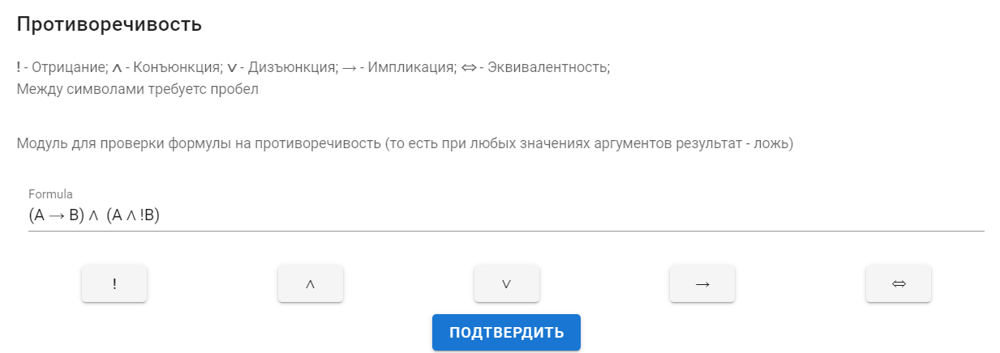 Противоречивость
! - Отрицание; ∧ - Конъюнкция; ∨ - Дизъюнкция; → - Импликация; ⇔ - Эквивалентность;
Между символами требуетс пробел
Модуль для проверки формулы на противоречивость (то есть при любых значениях аргументов результат - ложь)
Formula
(A → B) ∧  (A ∧ !B)
! ∧ ∨ → ⇔
ПОДТВЕРДИТЬ